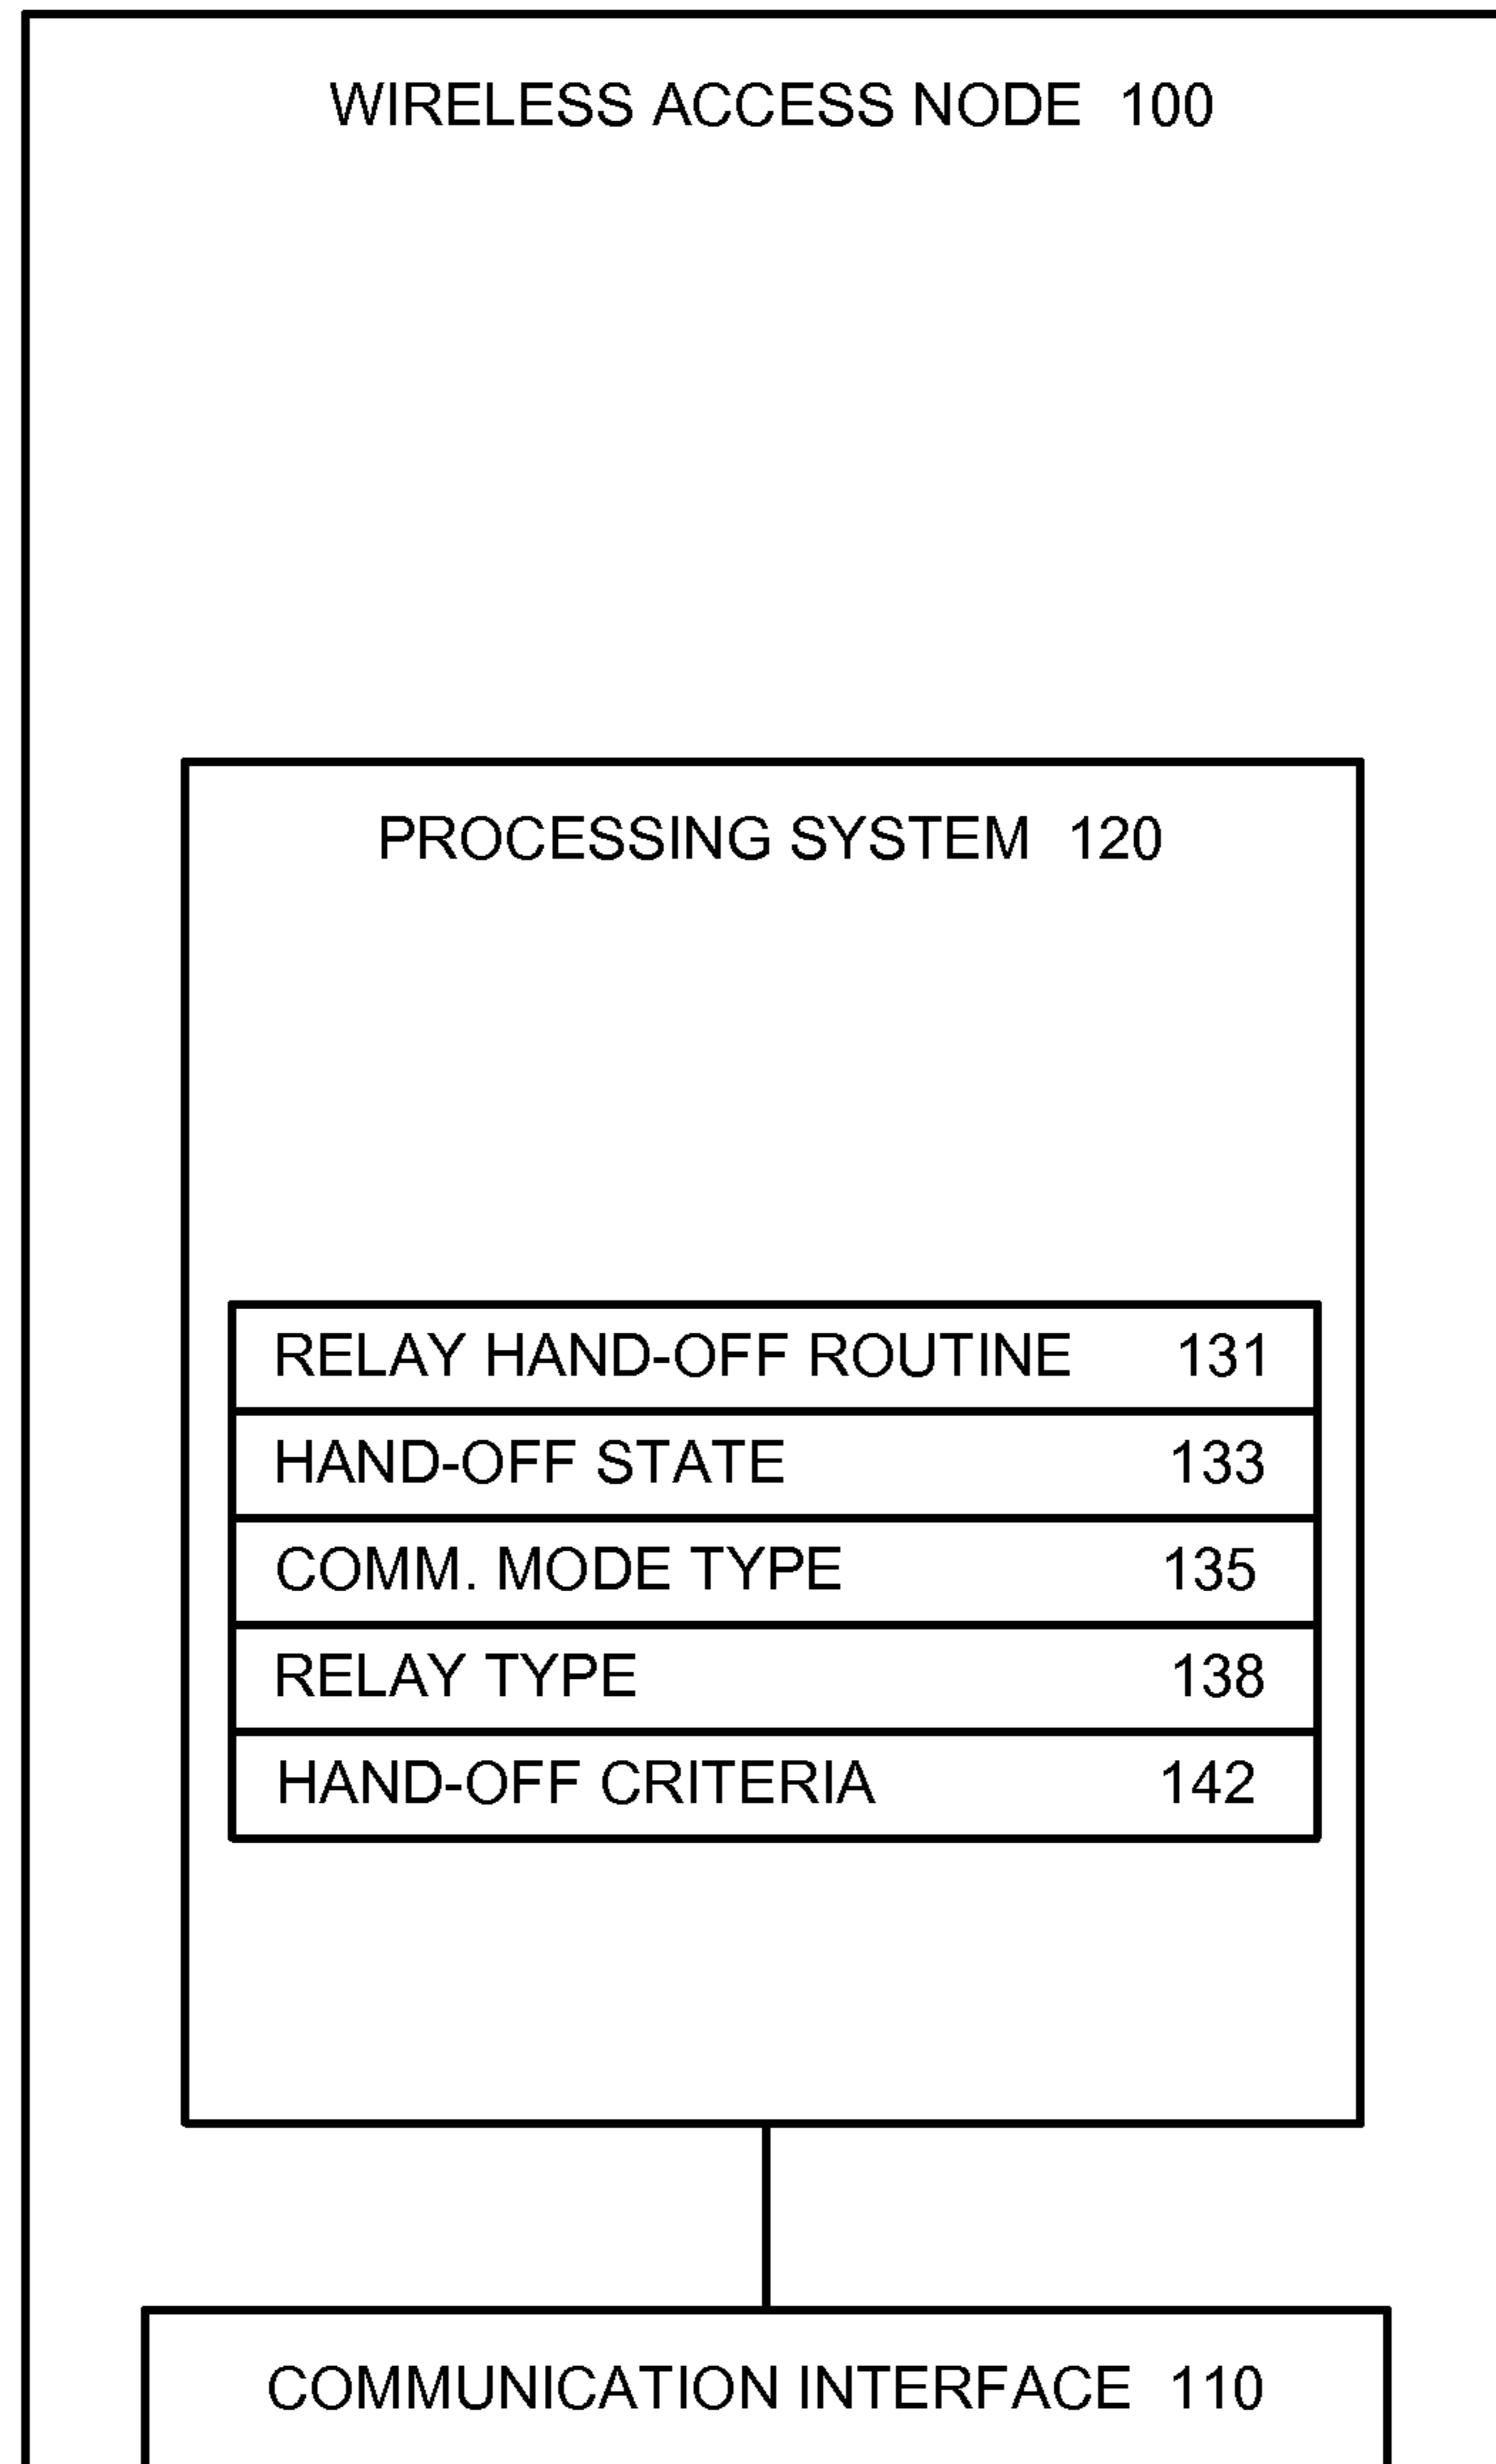 WIRELESS ACCESS NODE 100
PROCESSING SYSTEM 120
RELAY HAND-OFF ROUTINE 131
HAND-OFF STATE 133
COMM. MODE TYPE 135
RELAY TYPE 138
HAND-OFF CRITERIA 142
COMMUNICATION INTERFACE 110